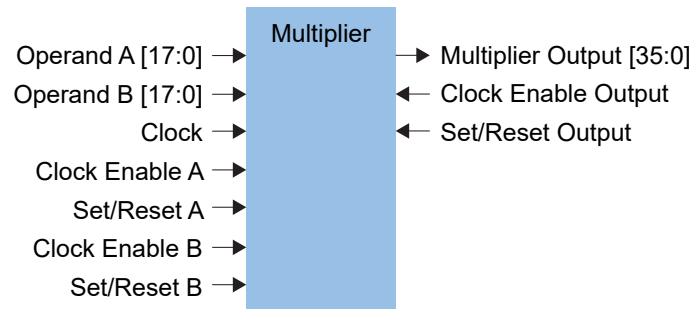 Multiplier
Operand A [17:0]
Operand B [17:0]
Clock
Clock Enable A
Set/Reset A
Clock Enable B
Set/Reset B
Multiplier Output [35:0]
Clock Enable Output
Set/Reset Output